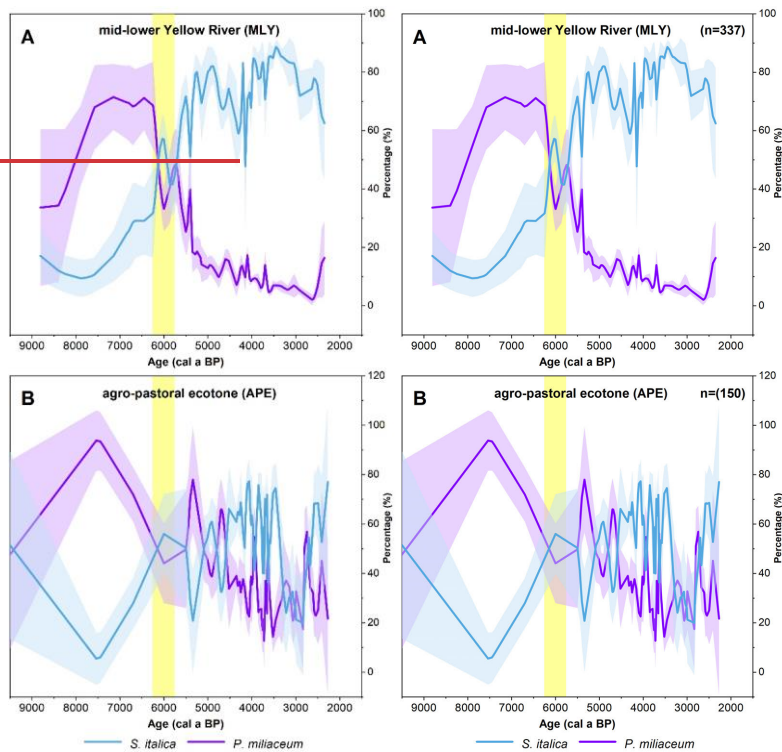 A mid-lower Yellow River (MLY)
100
80
60
40
20
0
Percentage (%)
9000 8000 7000 6000 5000 4000 3000 2000
Age (cal a BP)
A mid-lower Yellow River (MLY) (n=337)
100
80
60
40
20
0
Percentage (%)
9000 8000 7000 6000 5000 4000 3000 2000
Age (cal a BP)
B agro-pastoral ecotone (APE)
120
100
80
60
40
20
0
Percentage (%)
9000 8000 7000 6000 5000 4000 3000 2000
Age (cal a BP)
S. italica P. miliaceum
B agro-pastoral ecotone (APE) n=(150)
120
100
80
60
40
20
0
Percentage (%)
9000 8000 7000 6000 5000 4000 3000 2000
Age (cal a BP)
S. italica P. miliaceum